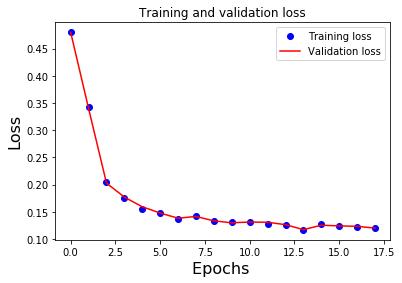 Training and validation loss
Training loss
Validation loss
Loss
0.45
0.40
0.35
0.30
0.25
0.20
0.15
0.10
0.0 2.5 5.0 7.5 10.0 12.5 15.0 17.5
Epochs